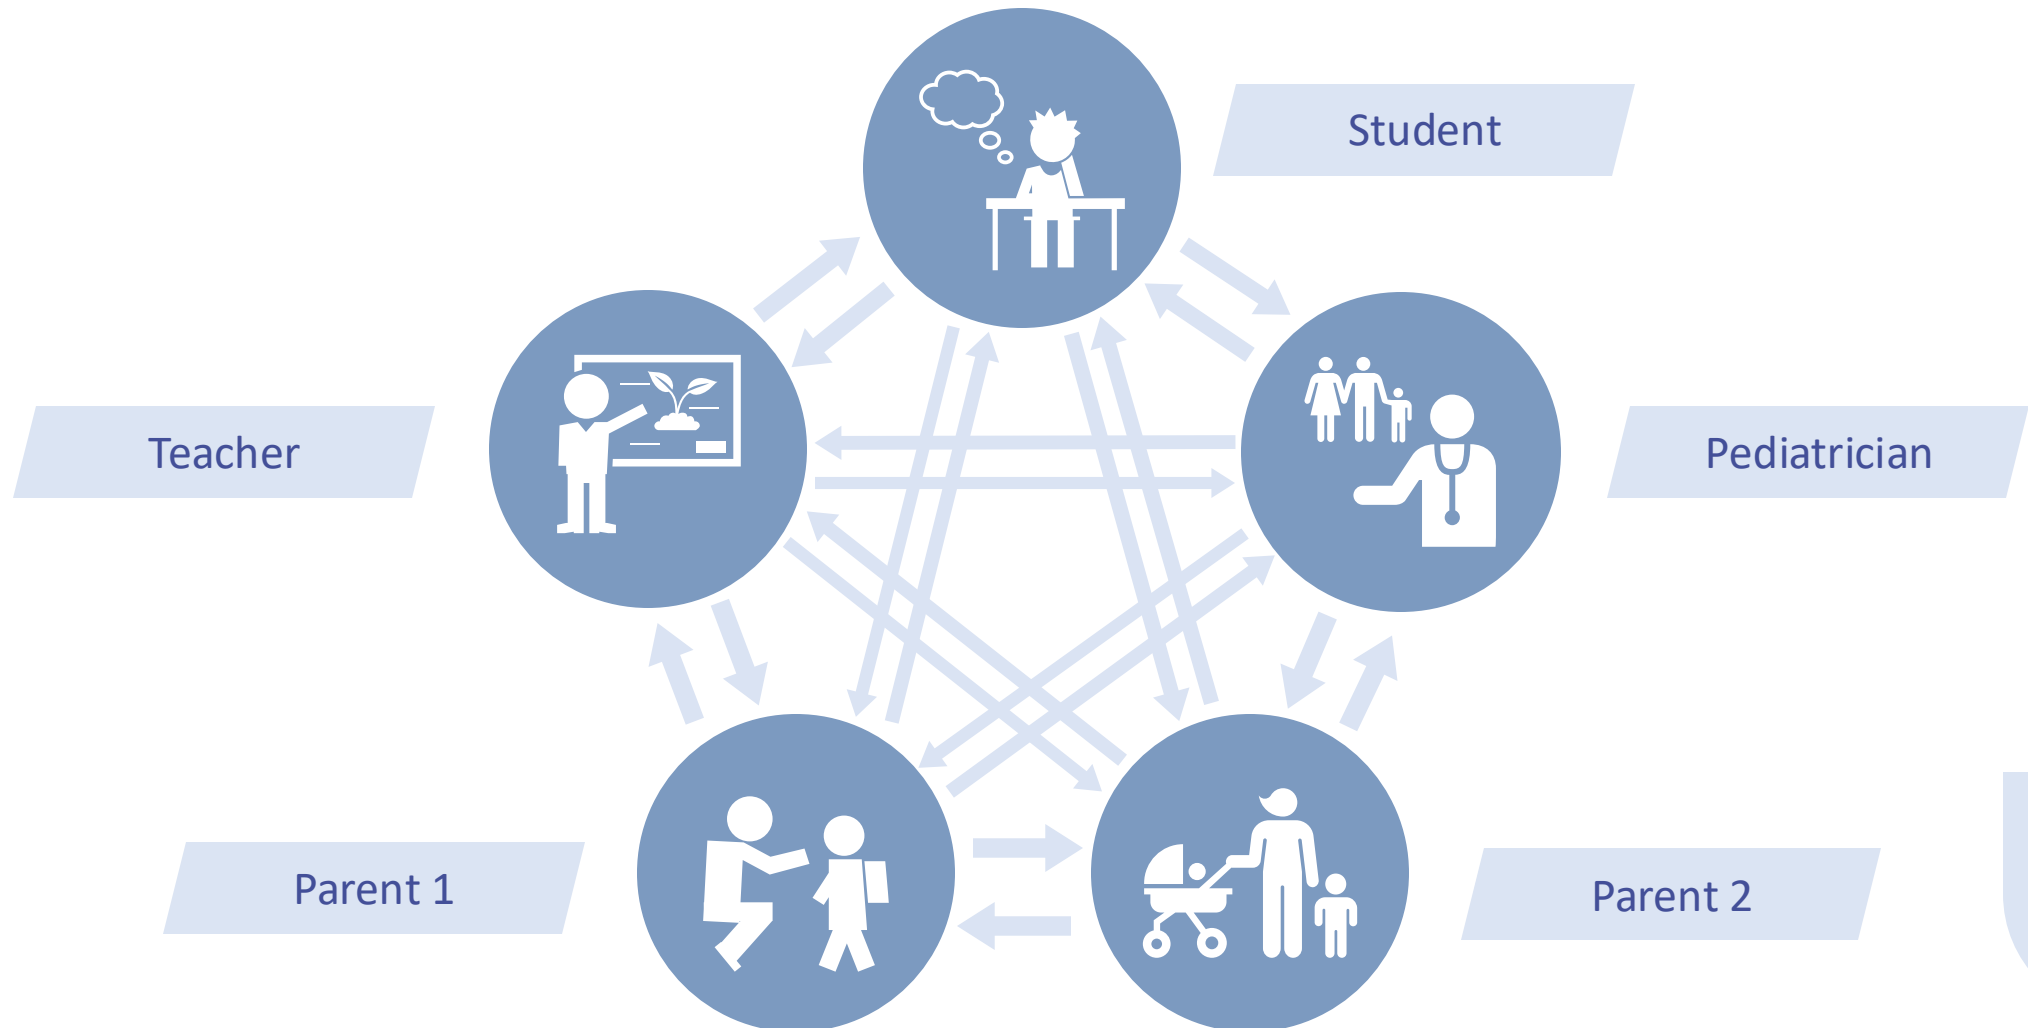 Student
Teacher
Pediatrician
Parent 1
Parent 2